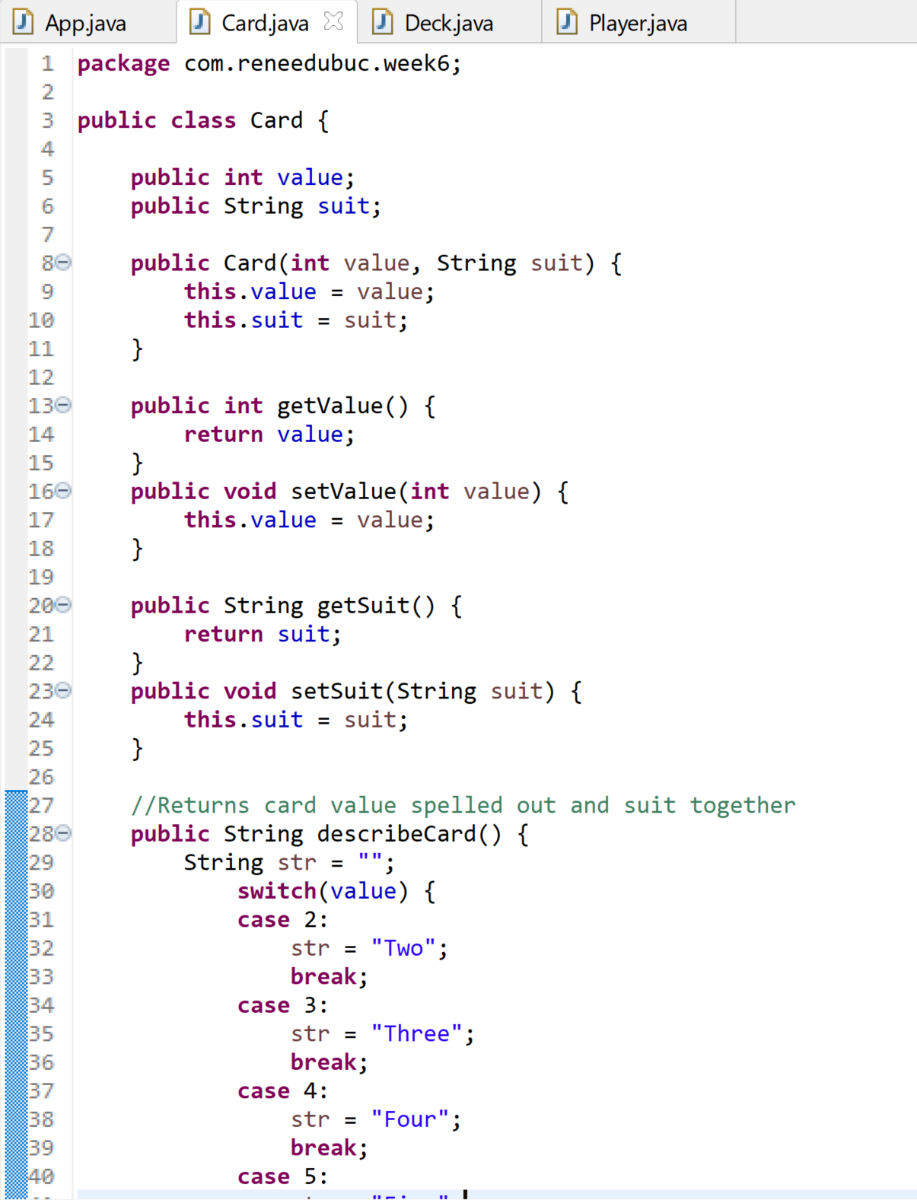 App.java Card.java Deck.java Player.java
1 package com.reneedubuc.week6;
2
3 public class Card {
4
5     public int value;
6     public String suit;
7
8     public Card(int value, String suit) {
9         this.value = value;
10         this.suit = suit;
11     }
12
13     public int getValue() {
14         return value;
15     }
16     public void setValue(int value) {
17         this.value = value;
18     }
19
20     public String getSuit() {
21         return suit;
22     }
23     public void setSuit(String suit) {
24         this.suit = suit;
25     }
26
27     //Returns card value spelled out and suit together
28     public String describeCard() {
29         String str = "";
30             switch(value) {
31             case 2:
32                 str = "Two";
33                 break;
34             case 3:
35                 str = "Three";
36                 break;
37             case 4:
38                 str = "Four";
39                 break;
40             case 5: